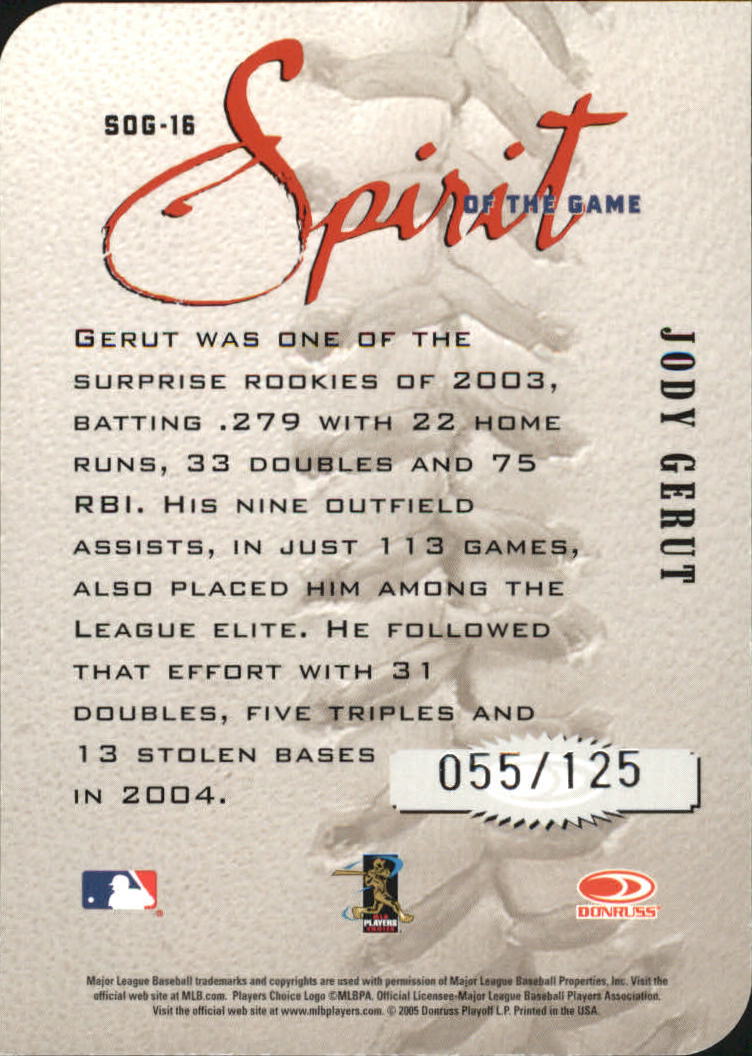 SOG-16
Spirit
OF THE GAME
JODY GERUT
GERUT WAS ONE OF THE
SURPRISE ROOKIES OF 2003,
BATTING .279 WITH 22 HOME
RUNS, 33 DOUBLES AND 75
RBI. HIS NINE OUTFIELD
ASSISTS, IN JUST 113 GAMES,
ALSO PLACED HIM AMONG THE
LEAGUE ELITE. HE FOLLOWED
THAT EFFORT WITH 31
DOUBLES, FIVE TRIPLES AND
13 STOLEN BASES
IN 2004.
055/125
PLAYERS
CHOICE
DONRUSS
Major League Baseball trademarks and copyrights are used with permission of Major League Baseball Properties, Inc. Visit the
official web site at MLB.com. Players Choice Logo ©MLBPA. Official Licensee-Major League Baseball Players Association.
Visit the official web site at www.mlbplayers.com. © 2005 Donruss Playoff L.P. Printed in the USA.